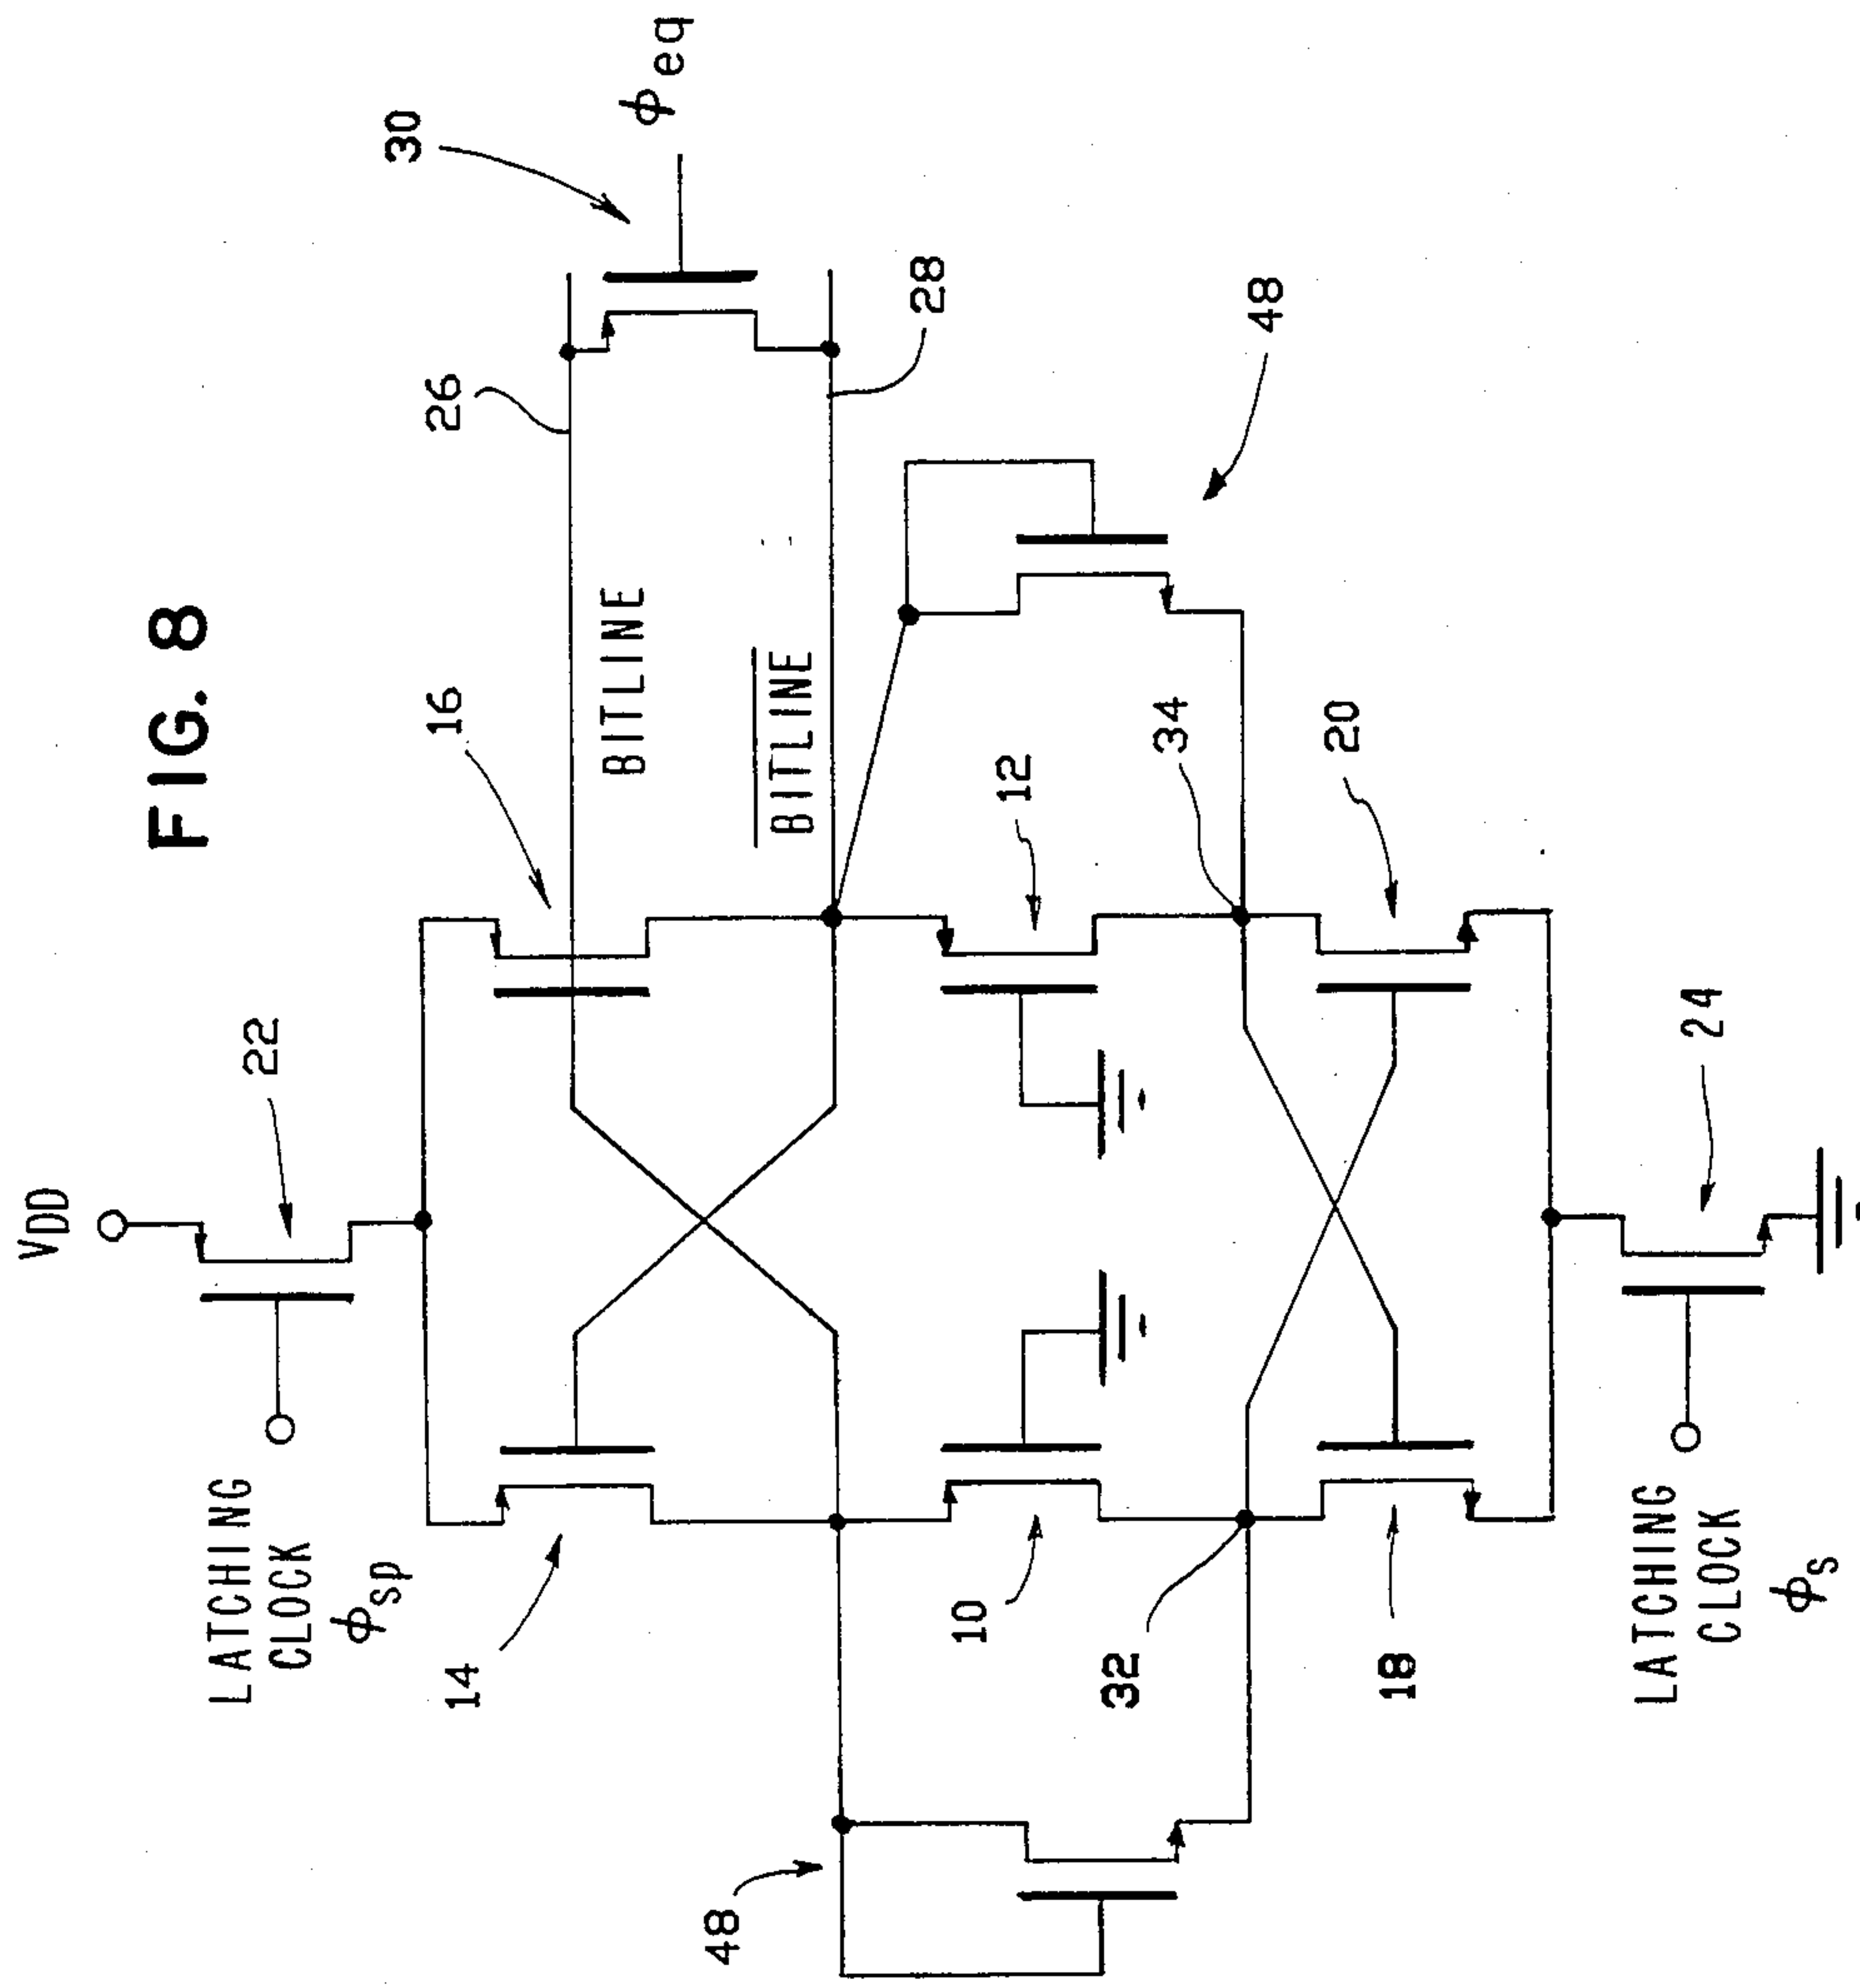 FIG. 8
VDD
22
LATCHING
CLOCK
ϕsp
14
16
26
30
ϕeq
BITLINE
BITLINE
28
48
10
12
34
48
32
18
20
24
LATCHING
CLOCK
ϕs